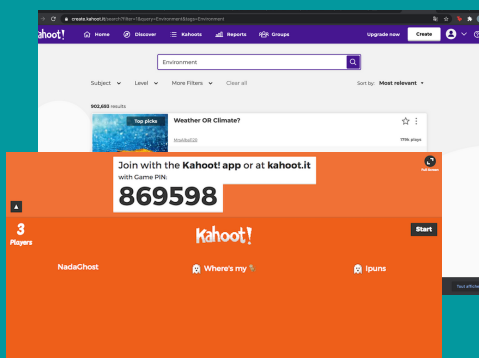 create.kahoot.it/search?filter=1&query=Environment&tags=Environment
ahoot!
Home
Discover
Kahoots
Reports
Groups
Upgrade now
Create
Environment
Subject
Level
More Filters
Clear all
Sort by: Most relevant
902,693 results
Top picks
Weather OR Climate?
plays
Join with the Kahoot! app or at kahoot.it
with Game PIN:
869598
Full Screen
3
Players
Kahoot!
Start
NadaGhost
Where's my
Ipuns